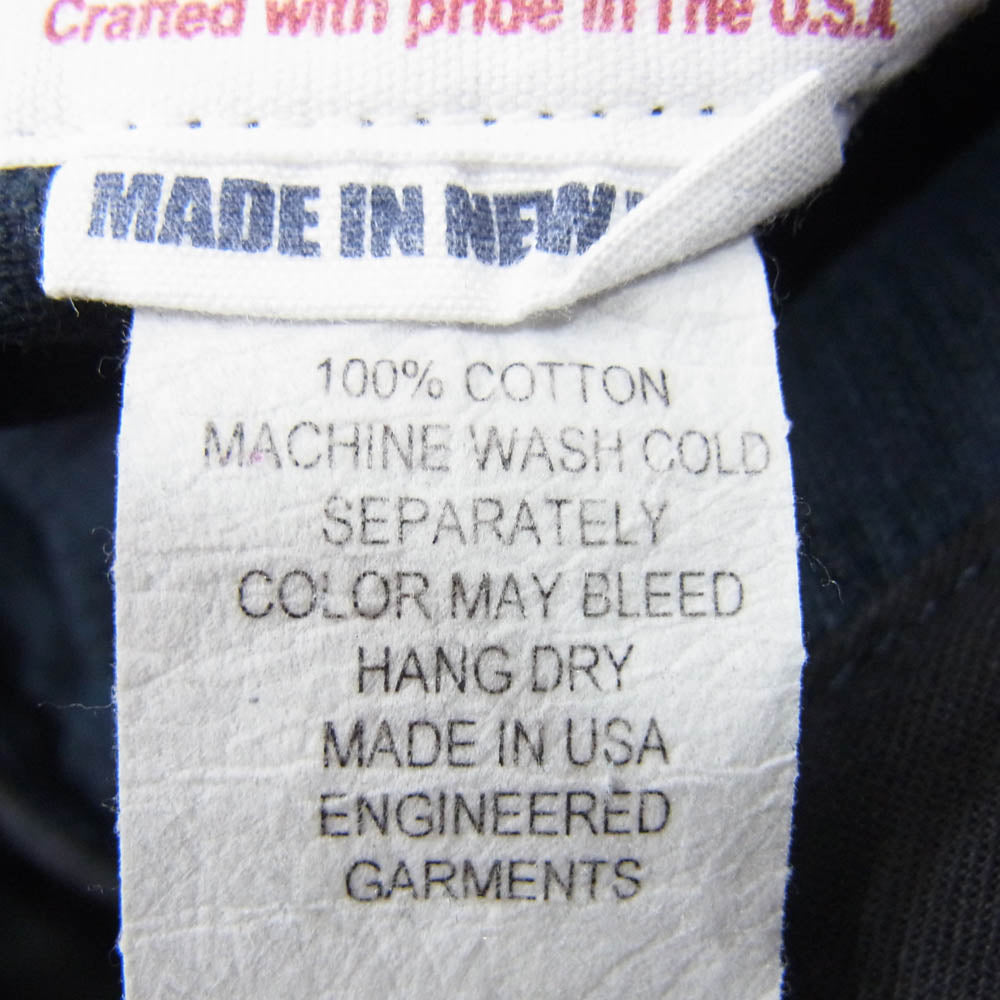 Crafted with pride in The U.S.A
MADE IN NEW
100% COTTON
MACHINE WASH COLD
SEPARATELY
COLOR MAY BLEED
HANG DRY
MADE IN USA
ENGINEERED
GARMENTS